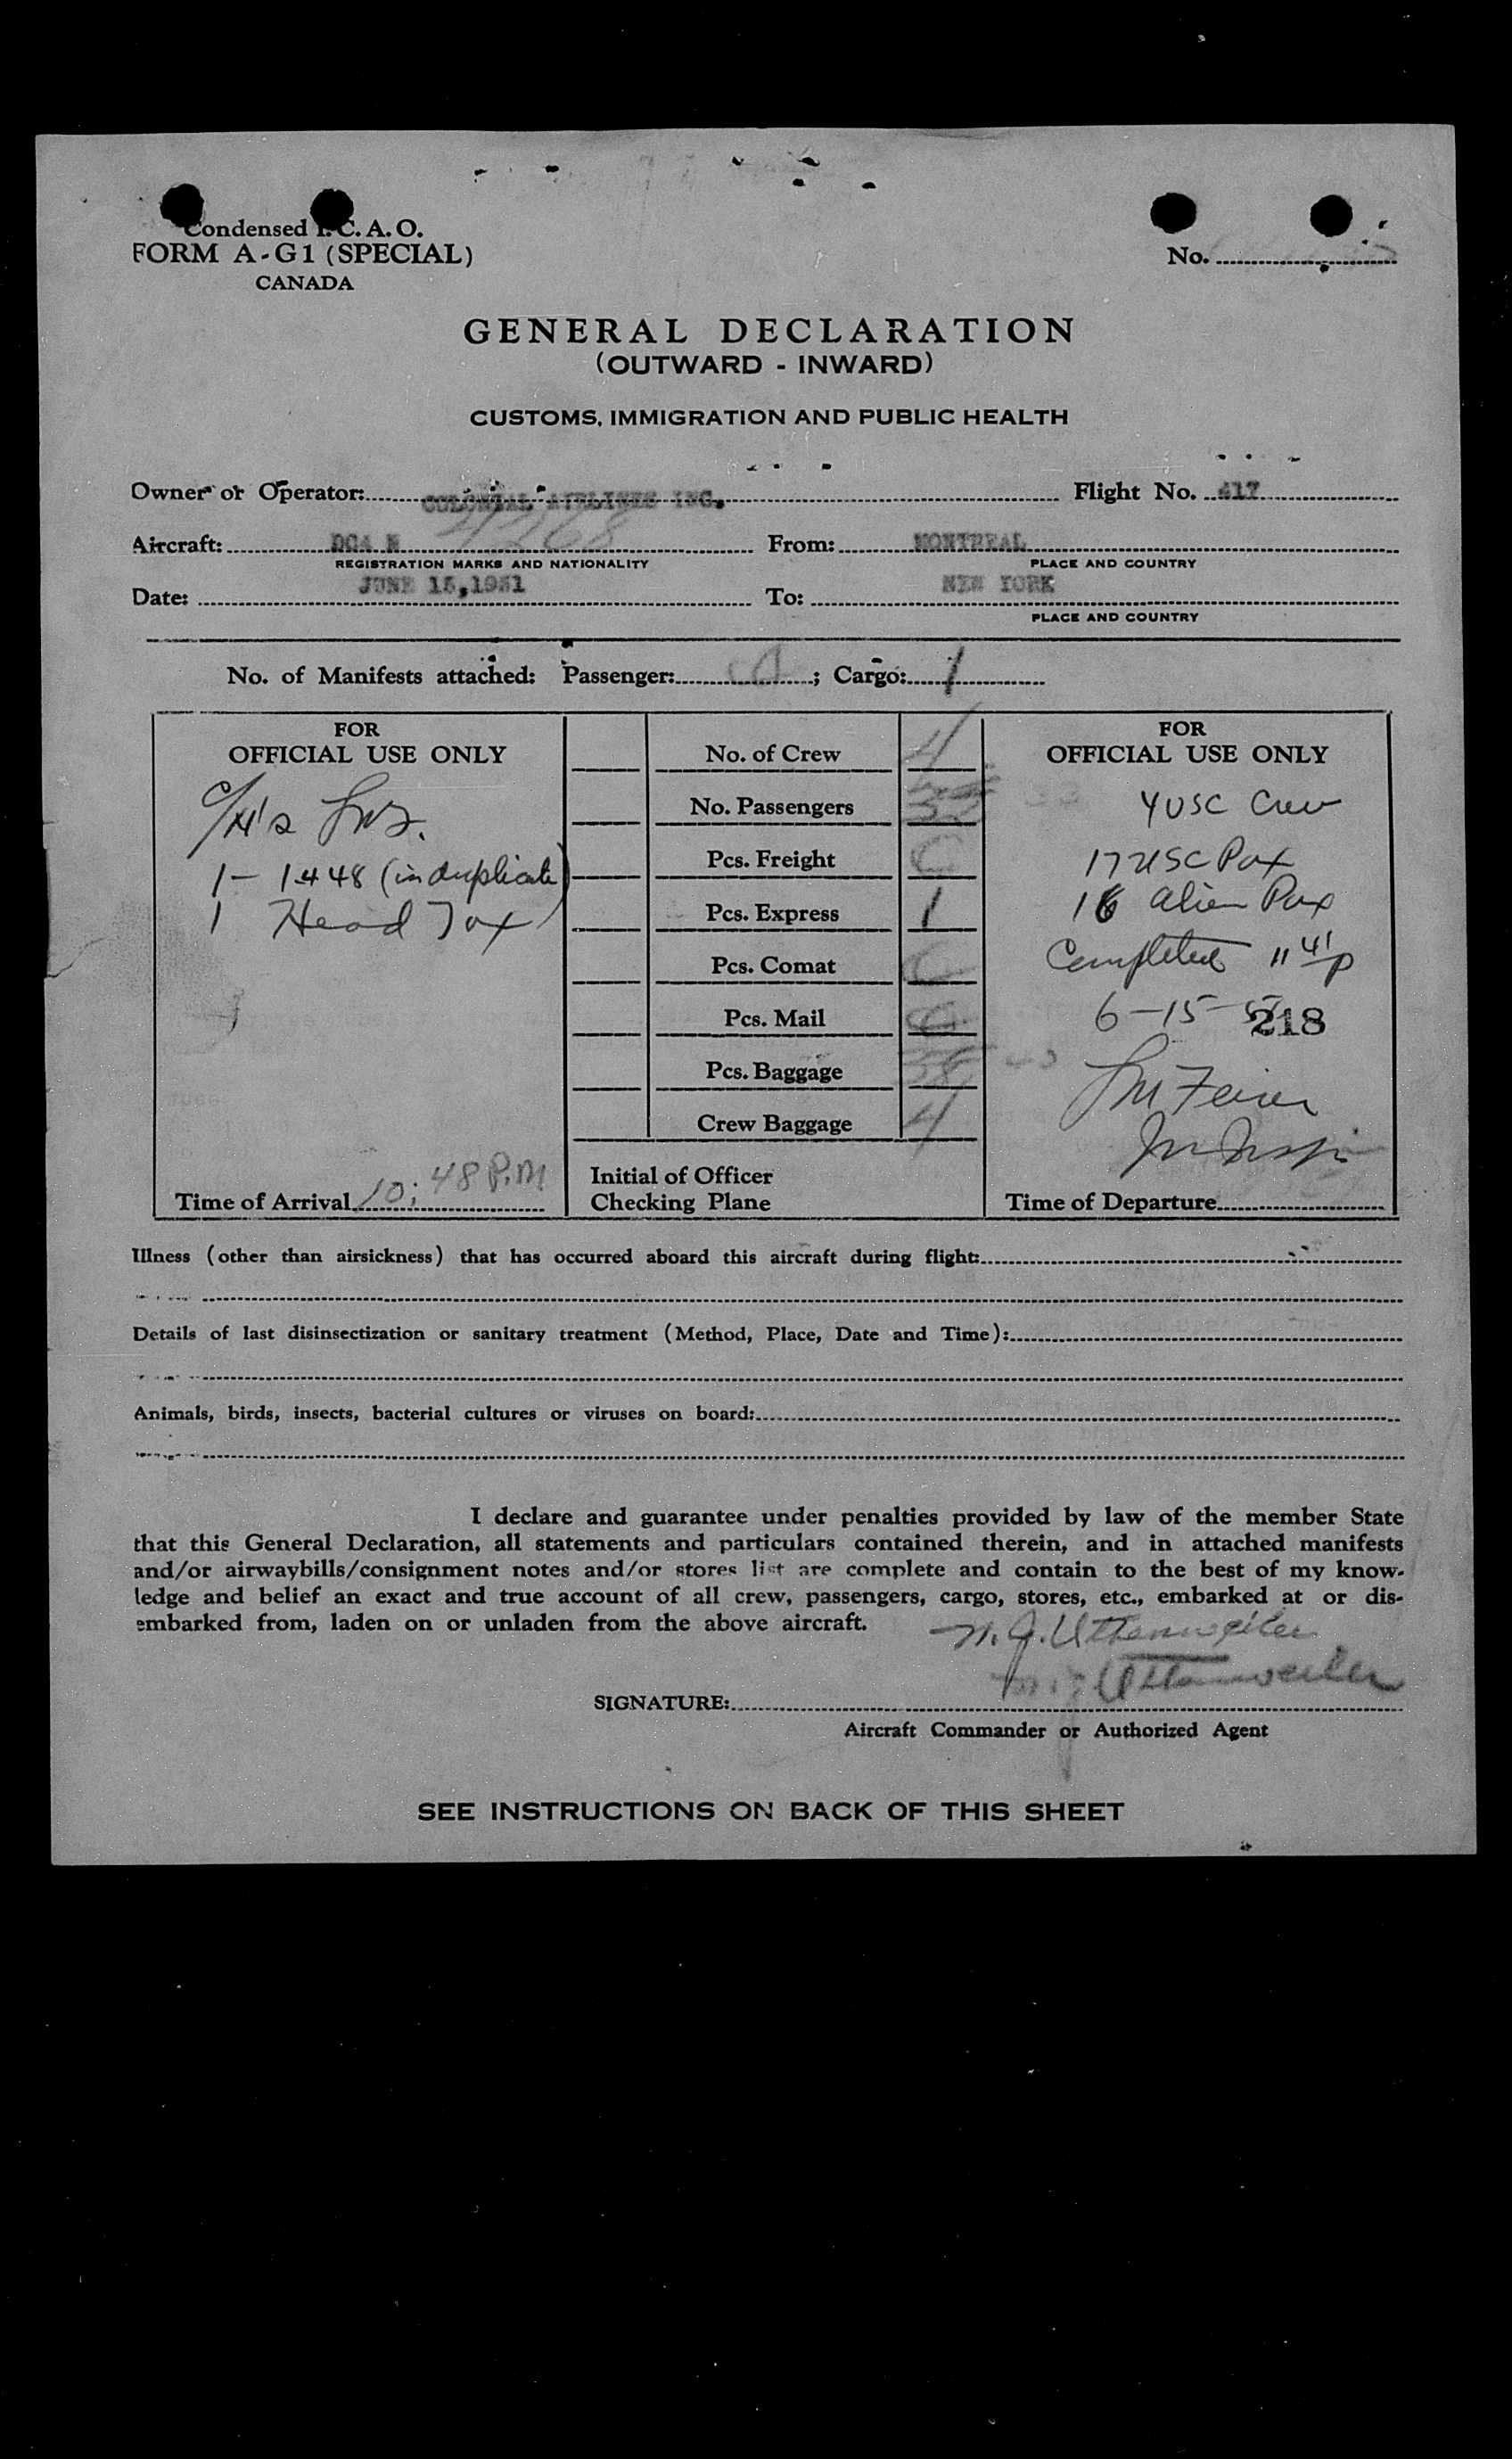 Condensed I. C. A. O.
FORM A-G1 (SPECIAL)
CANADA
No.
GENERAL DECLARATION
(OUTWARD - INWARD)
CUSTOMS, IMMIGRATION AND PUBLIC HEALTH
Owner or Operator: COLONIAL AIRLINES INC. Flight No. 417
Aircraft: DC4 N 4268 From: MONTREAL
REGISTRATION MARKS AND NATIONALITY PLACE AND COUNTRY
Date: JUNE 15,1951 To: NEW YORK
PLACE AND COUNTRY
No. of Manifests attached: Passenger: ; Cargo: 1
FOR
OFFICIAL USE ONLY
1 - 1448 (in duplicate)
1 Head Tax
Time of Arrival 10:48 P.M
No. of Crew 4
No. Passengers
Pcs. Freight
Pcs. Express 1
Pcs. Comat
Pcs. Mail
Pcs. Baggage 38
Crew Baggage 4
Initial of Officer
Checking Plane
FOR
OFFICIAL USE ONLY
4 USC Crew
17 USC Pax
16 alien Pax
Completed 11 41 p
6-15-51
218
Time of Departure
Illness (other than airsickness) that has occurred aboard this aircraft during flight:
Details of last disinsectization or sanitary treatment (Method, Place, Date and Time):
Animals, birds, insects, bacterial cultures or viruses on board:
I declare and guarantee under penalties provided by law of the member State
that this General Declaration, all statements and particulars contained therein, and in attached manifests
and/or airwaybills/consignment notes and/or stores list are complete and contain to the best of my know-
ledge and belief an exact and true account of all crew, passengers, cargo, stores, etc., embarked at or dis-
embarked from, laden on or unladen from the above aircraft.
M. J. Uttenweiler
M J Uttenweiler
SIGNATURE:
Aircraft Commander or Authorized Agent
SEE INSTRUCTIONS ON BACK OF THIS SHEET